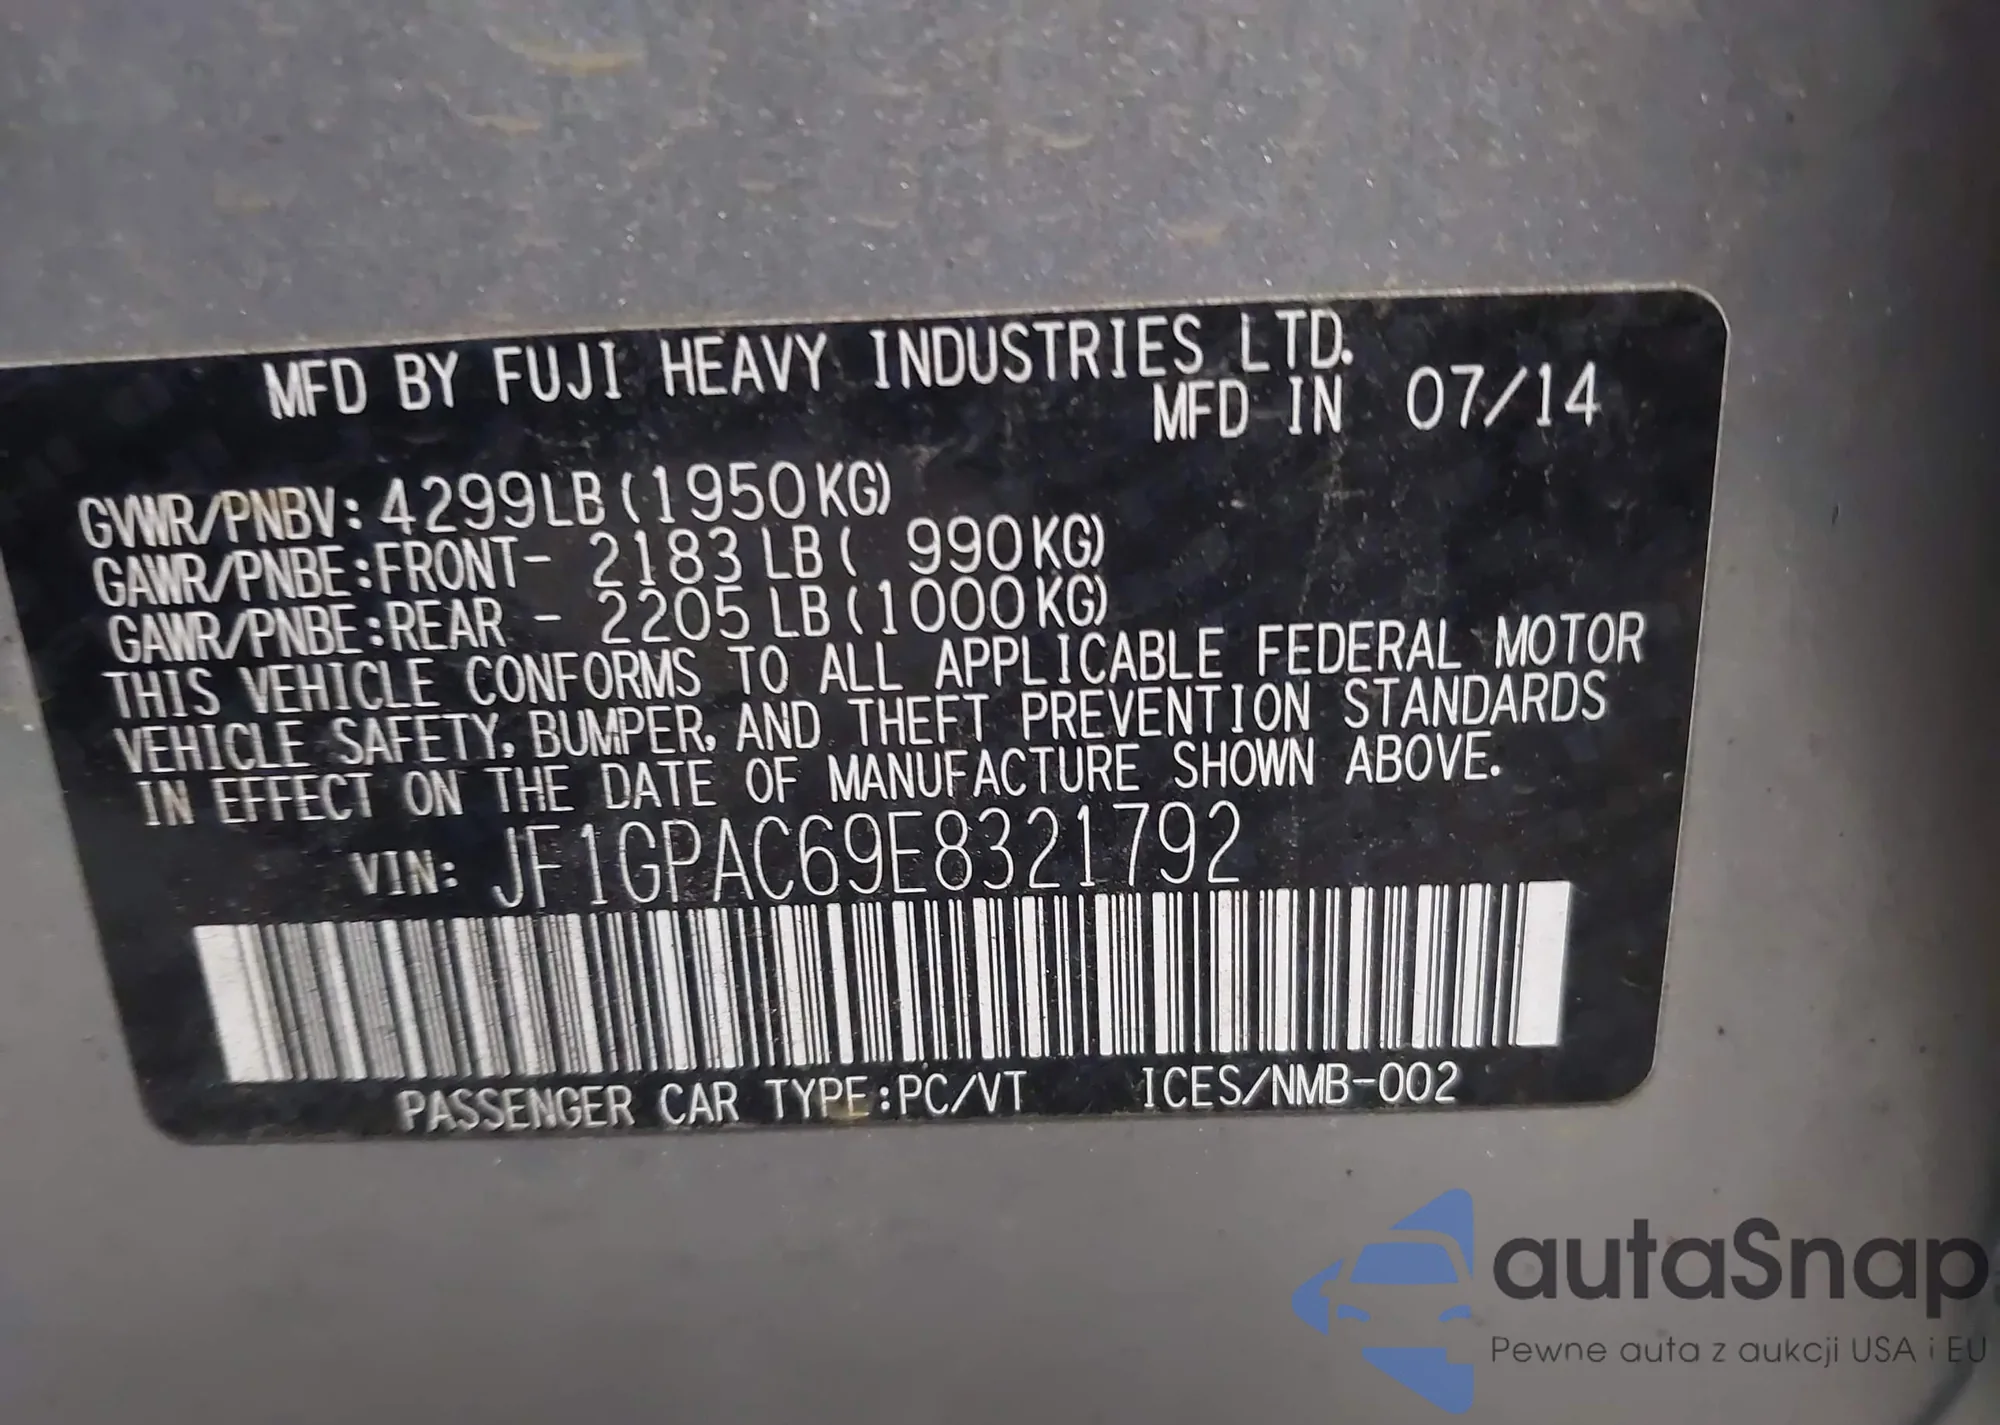 MFD BY FUJI HEAVY INDUSTRIES LTD.
MFD IN 07/14
GVWR/PNBV: 4299LB (1950KG)
GAWR/PNBE:FRONT- 2183 LB ( 990KG)
GAWR/PNBE:REAR - 2205 LB (1000KG)
THIS VEHICLE CONFORMS TO ALL APPLICABLE FEDERAL MOTOR
VEHICLE SAFETY, BUMPER, AND THEFT PREVENTION STANDARDS
IN EFFECT ON THE DATE OF MANUFACTURE SHOWN ABOVE.
VIN: JF1GPAC69E8321792
PASSENGER CAR TYPE:PC/VT ICES/NMB-002
autaSnap.
Pewne auta z aukcji USA i EU